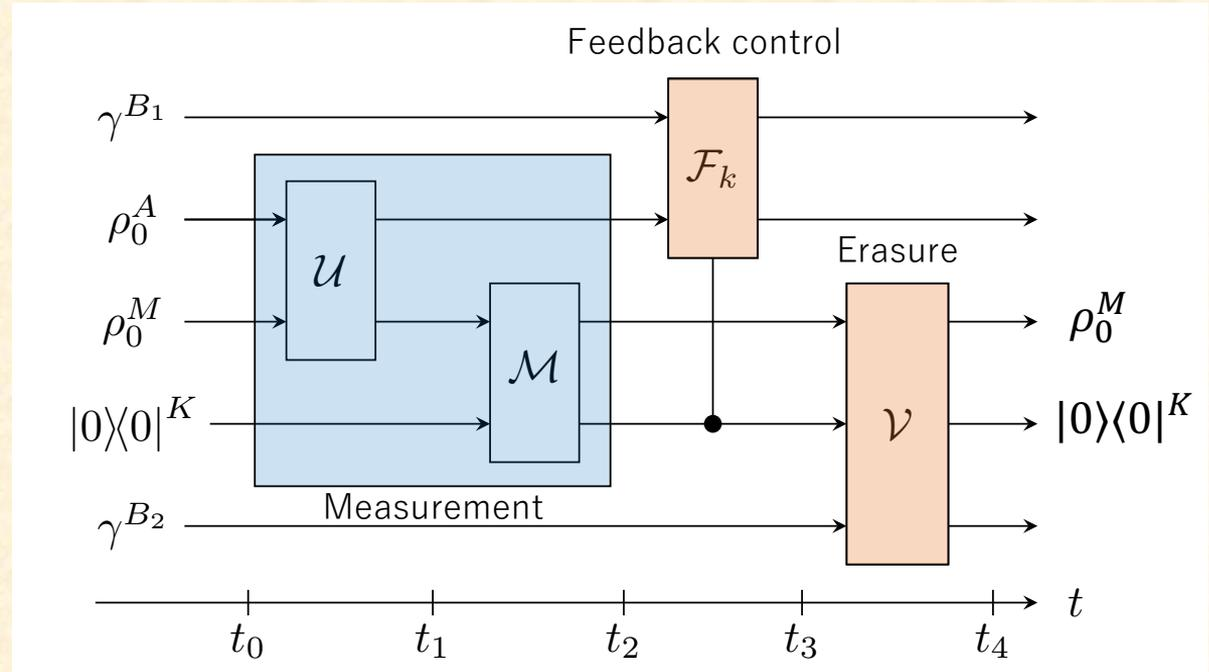 Feedback control
γ^{B_1}
ℱ_k
ρ_0^A
𝒰
Erasure
ρ_0^M
ℳ
ρ_0^M
|0⟩⟨0|^K
𝒱
|0⟩⟨0|^K
Measurement
γ^{B_2}
t
t_0 t_1 t_2 t_3 t_4